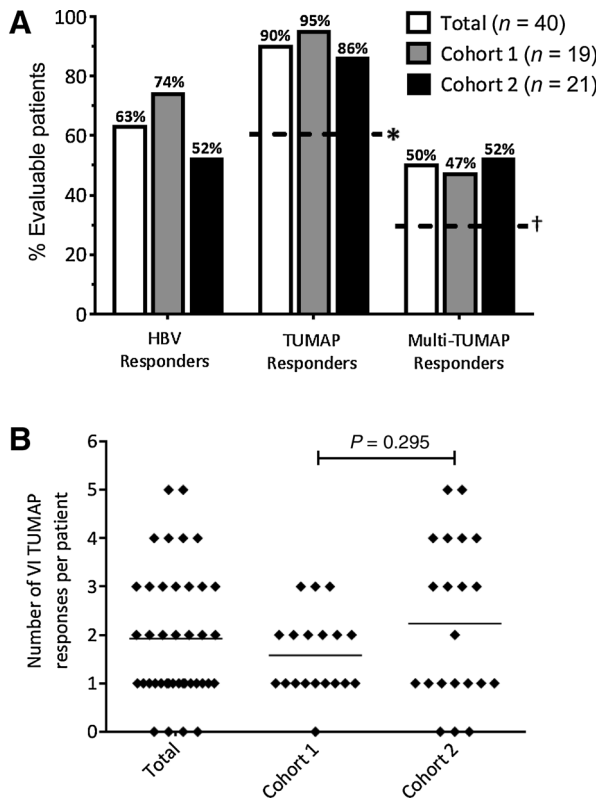 A
Total (n = 40)
Cohort 1 (n = 19)
Cohort 2 (n = 21)
% Evaluable patients
100
80
60
40
20
0
63%
74%
52%
90%
95%
86%
*
50%
47%
52%
†
HBV
Responders
TUMAP
Responders
Multi-TUMAP
Responders
B
P = 0.295
Number of VI TUMAP
responses per patient
6
5
4
3
2
1
0
Total
Cohort 1
Cohort 2